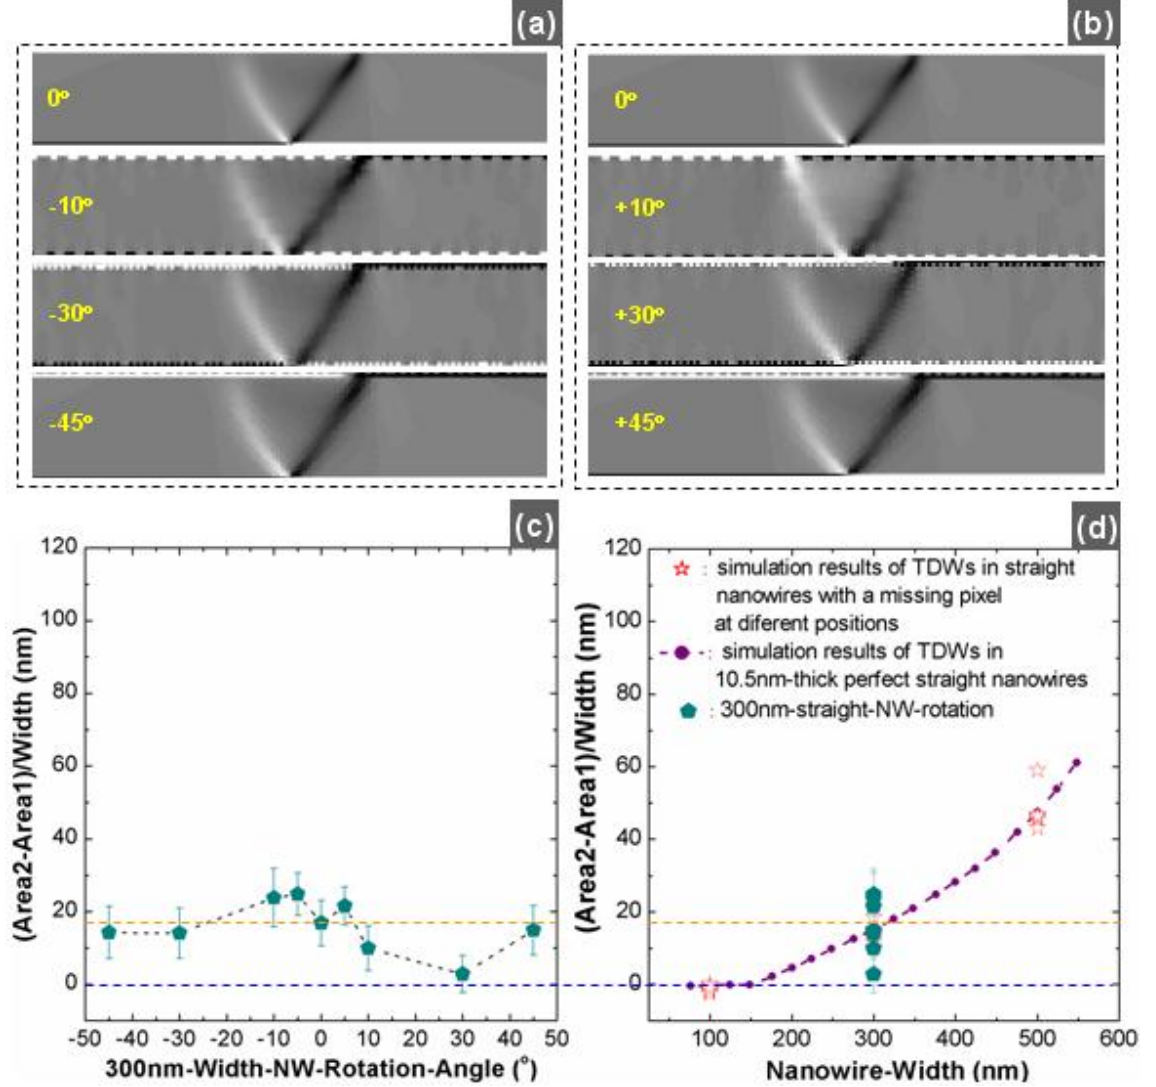 (a)
(b)
0°
-10°
-30°
-45°
0°
+10°
+30°
+45°
(c)
(d)
(Area2-Area1)/Width (nm)
120
100
80
60
40
20
0
-50 -40 -30 -20 -10 0 10 20 30 40 50
300nm-Width-NW-Rotation-Angle (°)
(Area2-Area1)/Width (nm)
120
100
80
60
40
20
0
: simulation results of TDWs in straight
nanowires with a missing pixel
at diferent positions
: simulation results of TDWs in
10.5nm-thick perfect straight nanowires
: 300nm-straight-NW-rotation
100 200 300 400 500 600
Nanowire-Width (nm)